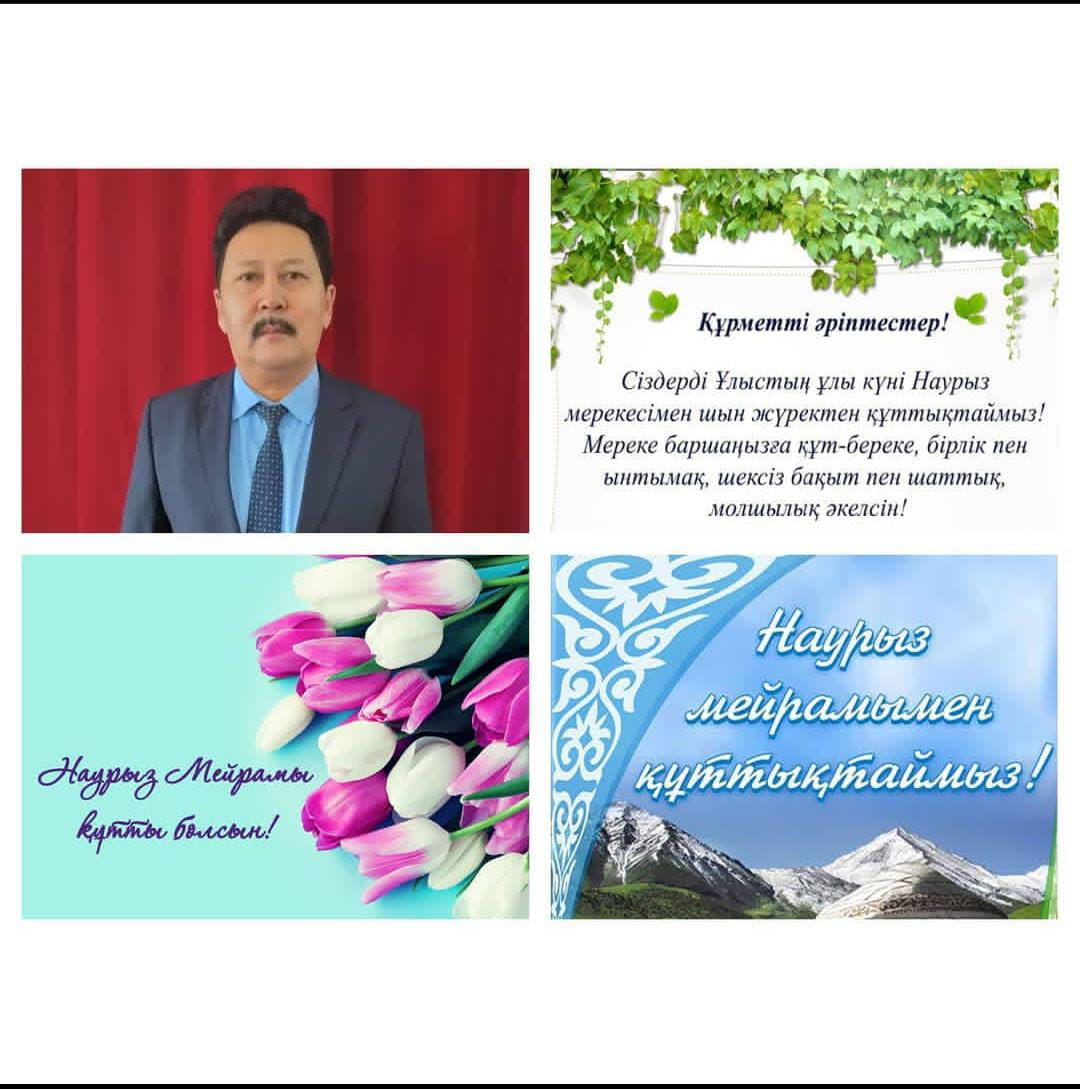 Құрметті әріптестер!
Сіздерді Ұлыстың ұлы күні Наурыз
мерекесімен шын жүректен құттықтаймыз!
Мереке баршаңызға құт-береке, бірлік пен
ынтымақ, шексіз бақыт пен шаттық,
молшылық әкелсін!
Наурыз Мейрамы
құтты болсын!
Наурыз
мейрамымен
құттықтаймыз!